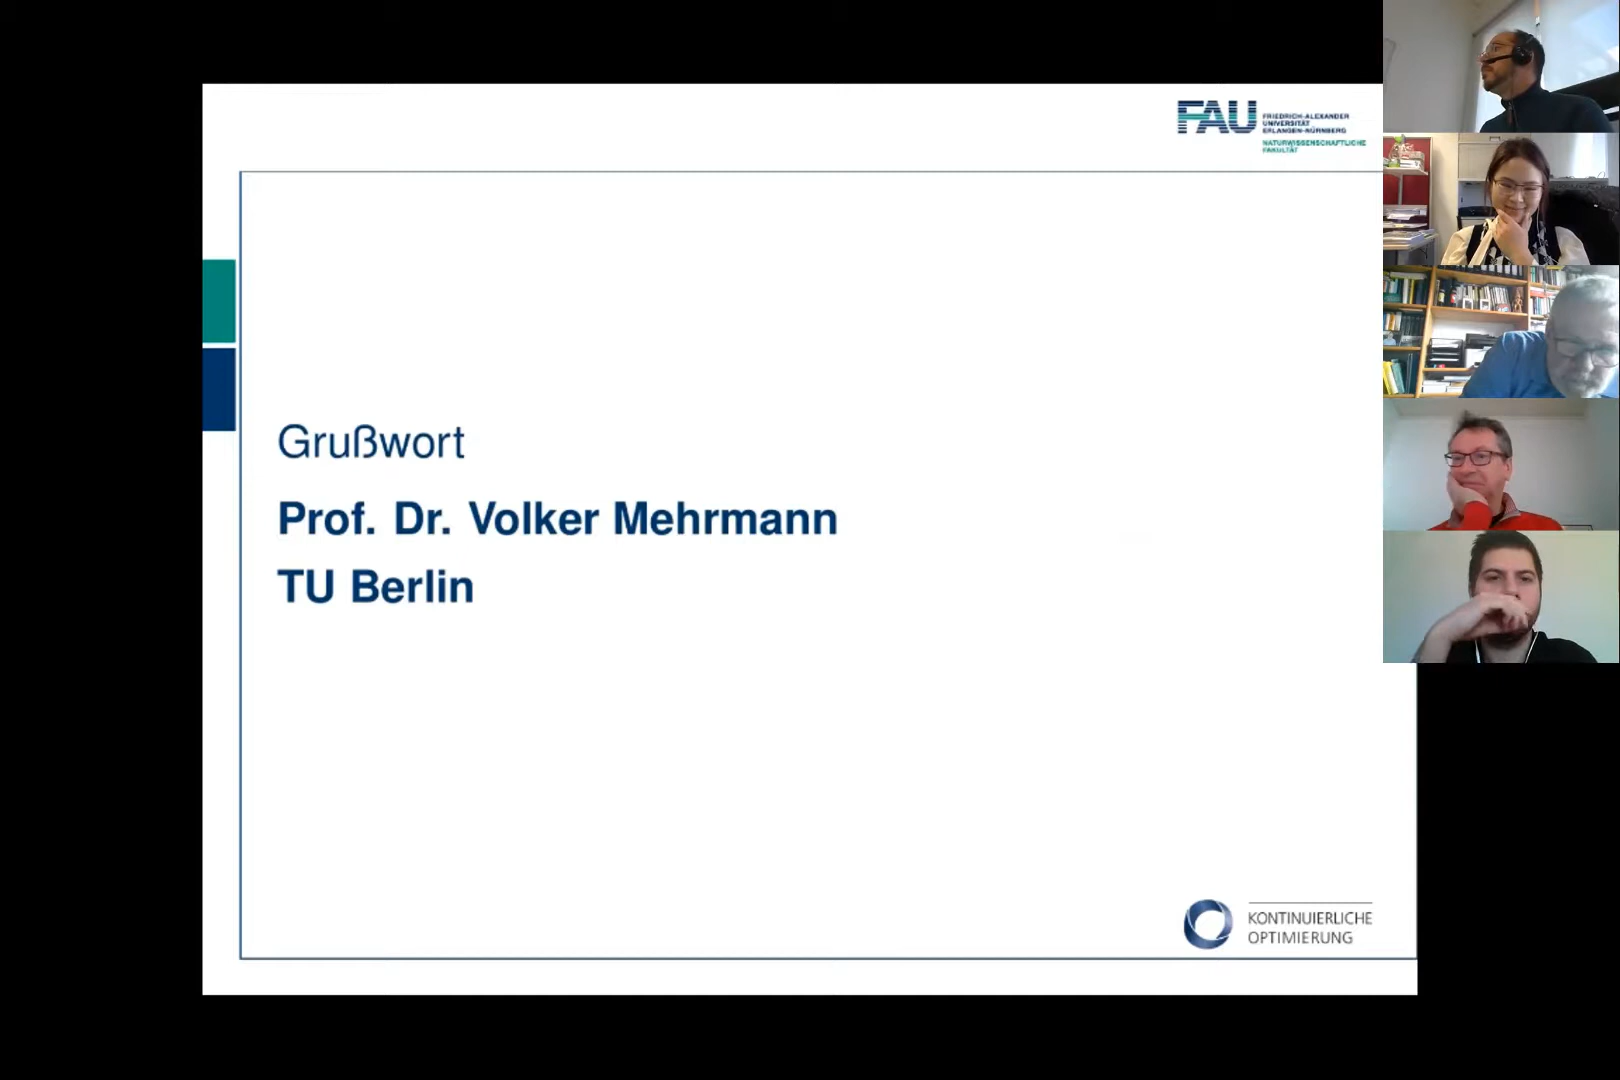 FAU
FRIEDRICH-ALEXANDER
UNIVERSITÄT
ERLANGEN-NÜRNBERG
NATURWISSENSCHAFTLICHE
FAKULTÄT
Grußwort
Prof. Dr. Volker Mehrmann
TU Berlin
KONTINUIERLICHE
OPTIMIERUNG